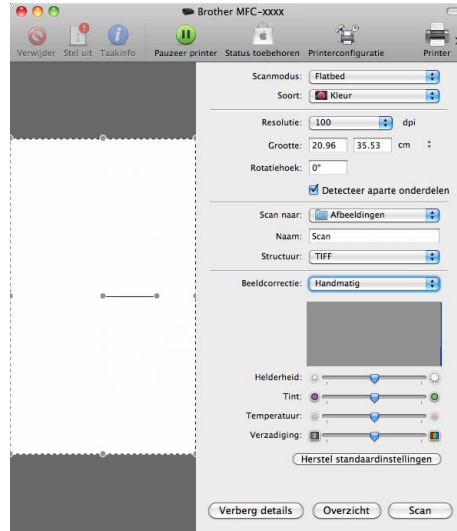 Brother MFC-XXXX
Verwijder Stel uit Taakinfo Pauzeer printer Status toebehoren Printerconfiguratie Printer
Scanmodus: Flatbed
Soort: Kleur
Resolutie: 100 dpi
Grootte: 20.96 35.53 cm
Rotatiehoek: 0°
Detecteer aparte onderdelen
Scan naar: Afbeeldingen
Naam: Scan
Structuur: TIFF
Beeldcorrectie: Handmatig
Helderheid:
Tint:
Temperatuur:
Verzadiging:
Herstel standaardinstellingen
Verberg details Overzicht Scan